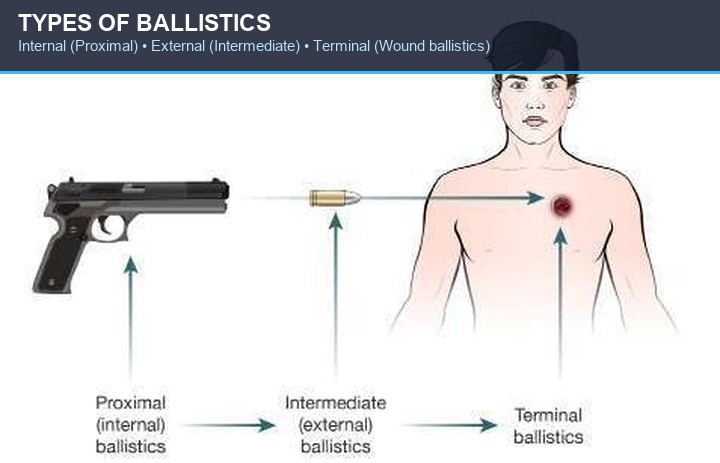 TYPES OF BALLISTICS
Internal (Proximal) • External (Intermediate) • Terminal (Wound ballistics)
Proximal
(internal)
ballistics
Intermediate
(external)
ballistics
Terminal
ballistics